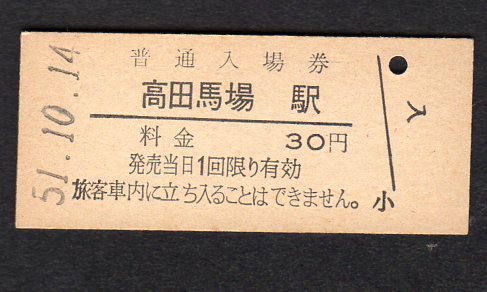 51.10.14
普通入場券
高田馬場 駅
料金 30円
発売当日1回限り有効
旅客車内に立ち入ることはできません。
入
小